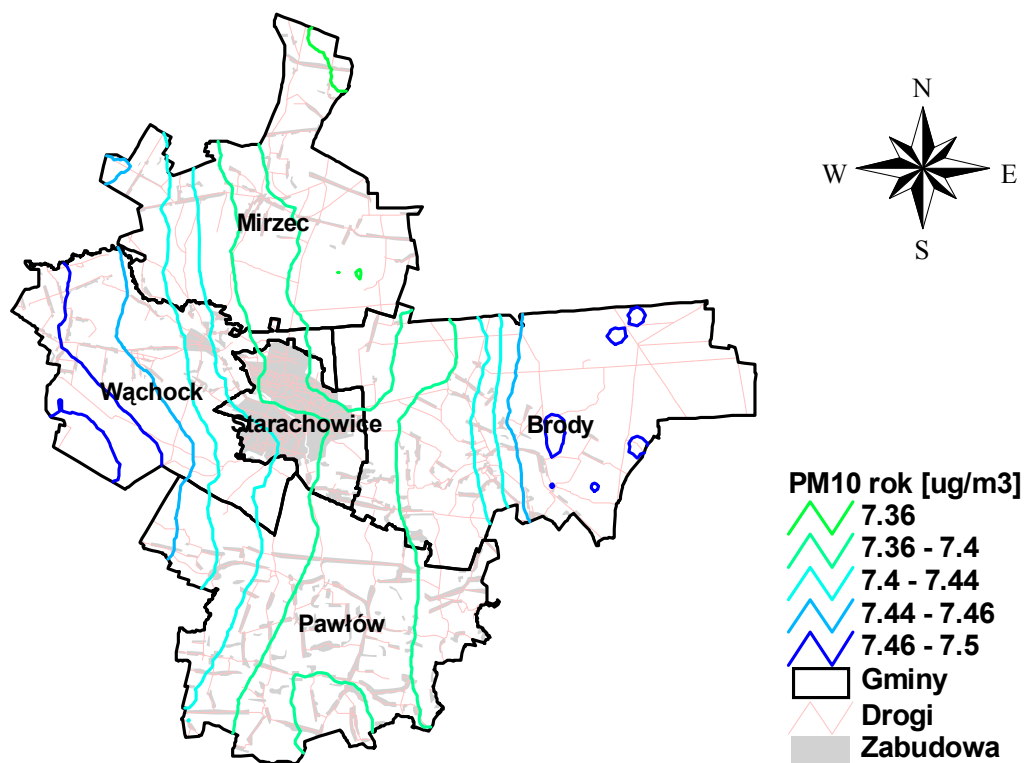 N
W E
S
Mirzec
Wąchock
Starachowice
Brody
Pawłów
PM10 rok [ug/m3]
7.36
7.36 - 7.4
7.4 - 7.44
7.44 - 7.46
7.46 - 7.5
Gminy
Drogi
Zabudowa